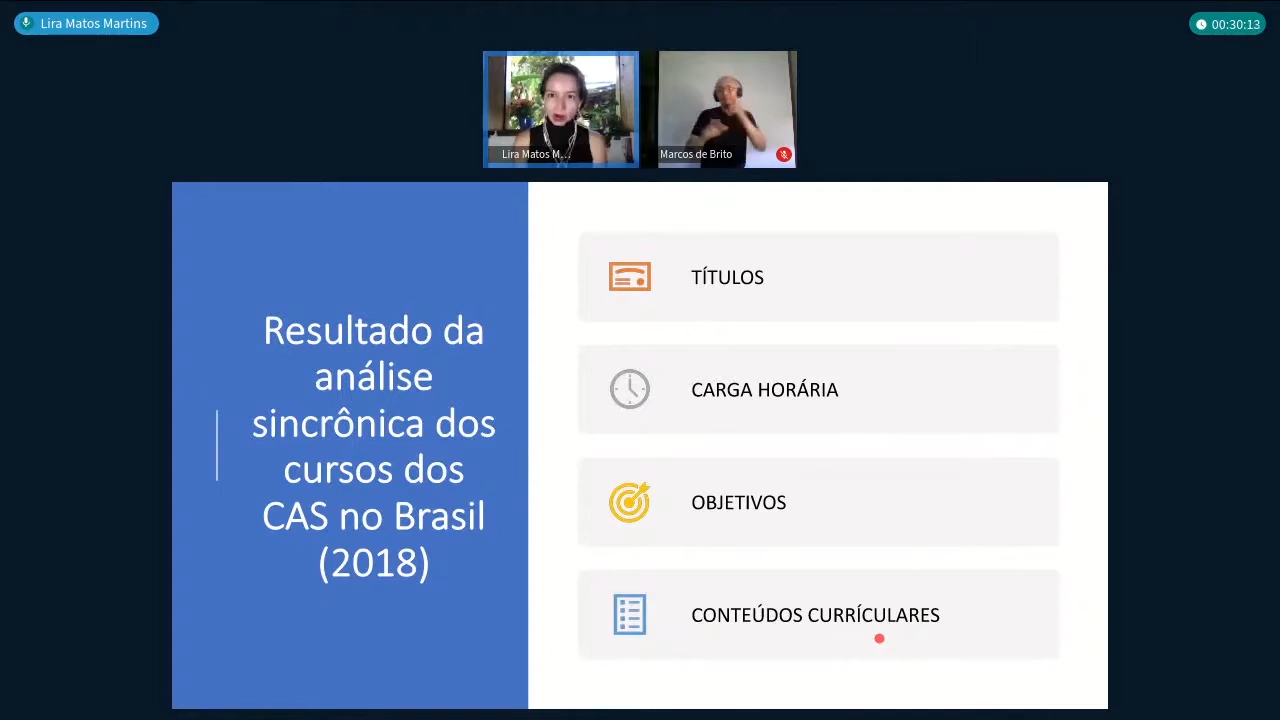 Lira Matos Martins
00:30:13
Lira Matos M...
Marcos de Brito
Resultado da
análise
sincrônica dos
cursos dos
CAS no Brasil
(2018)
TÍTULOS
CARGA HORÁRIA
OBJETIVOS
CONTEÚDOS CURRÍCULARES